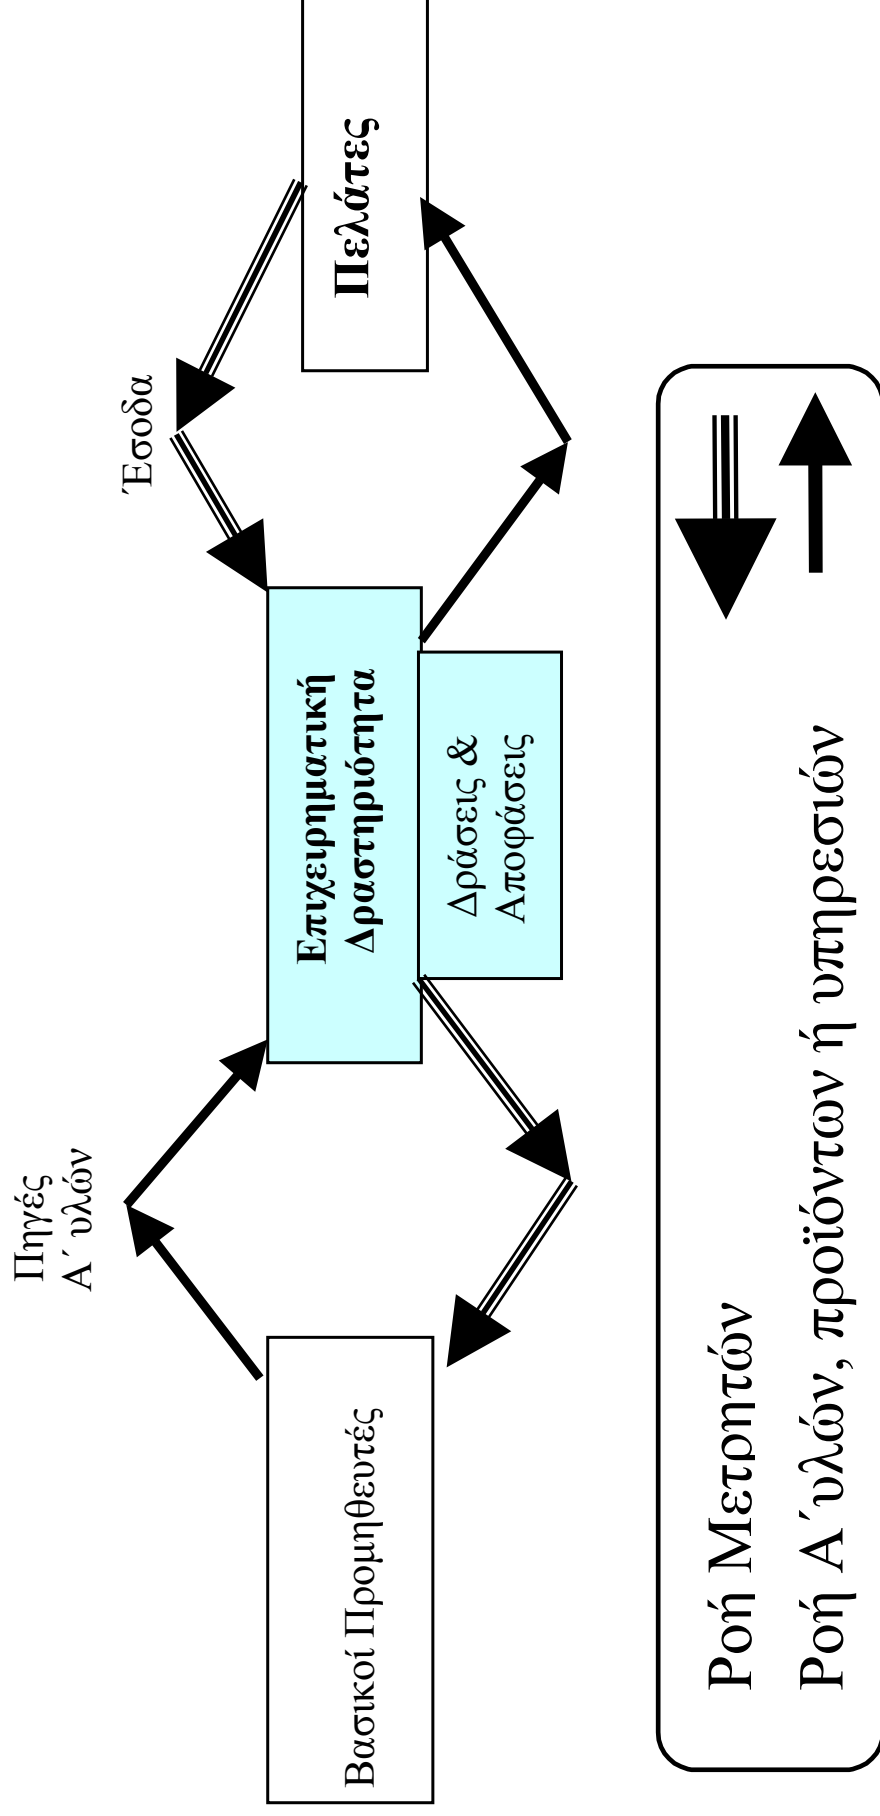 Πηγές
Α΄ υλών
Έσοδα
Βασικοί Προμηθευτές
Επιχειρηματική
Δραστηριότητα
Πελάτες
Δράσεις &
Αποφάσεις
Ροή Μετρητών
Ροή Α΄υλών, προϊόντων ή υπηρεσιών